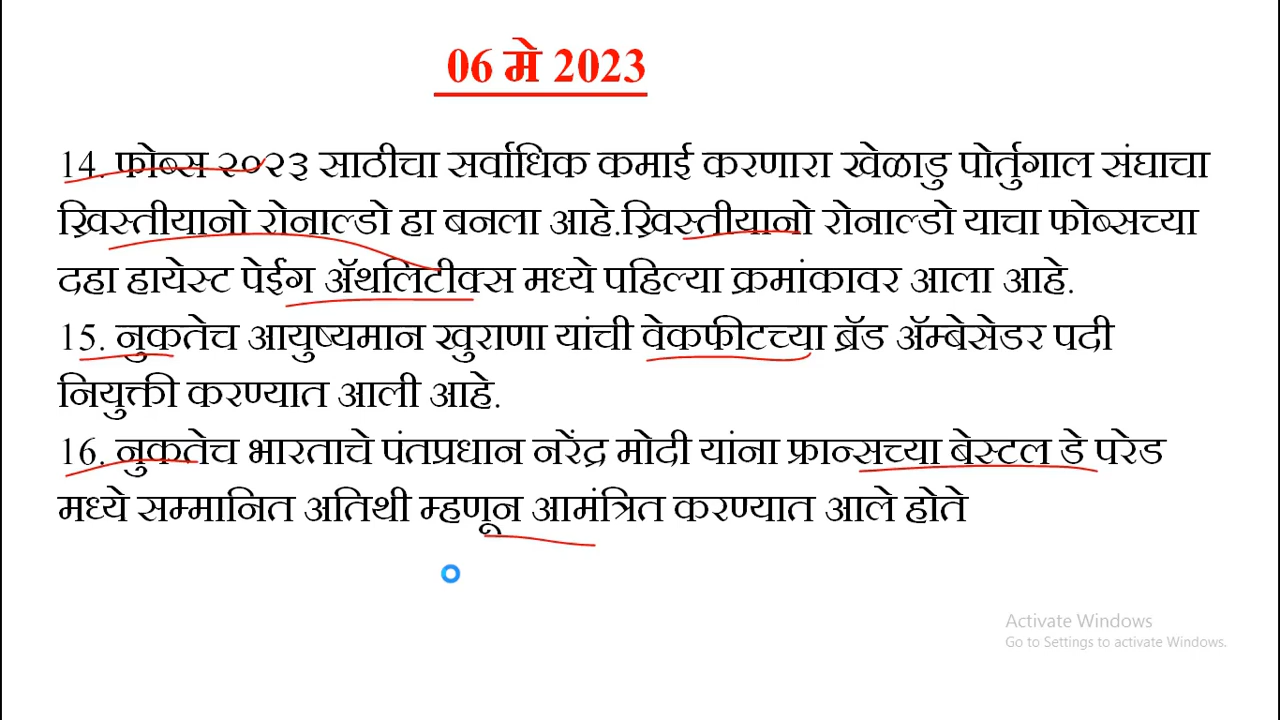 06 मे 2023
14. फोब्स २०२३ साठीचा सर्वाधिक कमाई करणारा खेळाडु पोर्तुगाल संघाचा
ख्रिस्तीयानो रोनाल्डो हा बनला आहे.ख्रिस्तीयानो रोनाल्डो याचा फोब्सच्या
दहा हायेस्ट पेईग ॲथलिटीक्स मध्ये पहिल्या क्रमांकावर आला आहे.
15. नुकतेच आयुष्यमान खुराणा यांची वेकफीटच्या ब्रॅड ॲम्बेसेडर पदी
नियुक्ती करण्यात आली आहे.
16. नुकतेच भारताचे पंतप्रधान नरेंद्र मोदी यांना फ्रान्सच्या बेस्टल डे परेड
मध्ये सम्मानित अतिथी म्हणून आमंत्रित करण्यात आले होते
Activate Windows
Go to Settings to activate Windows.